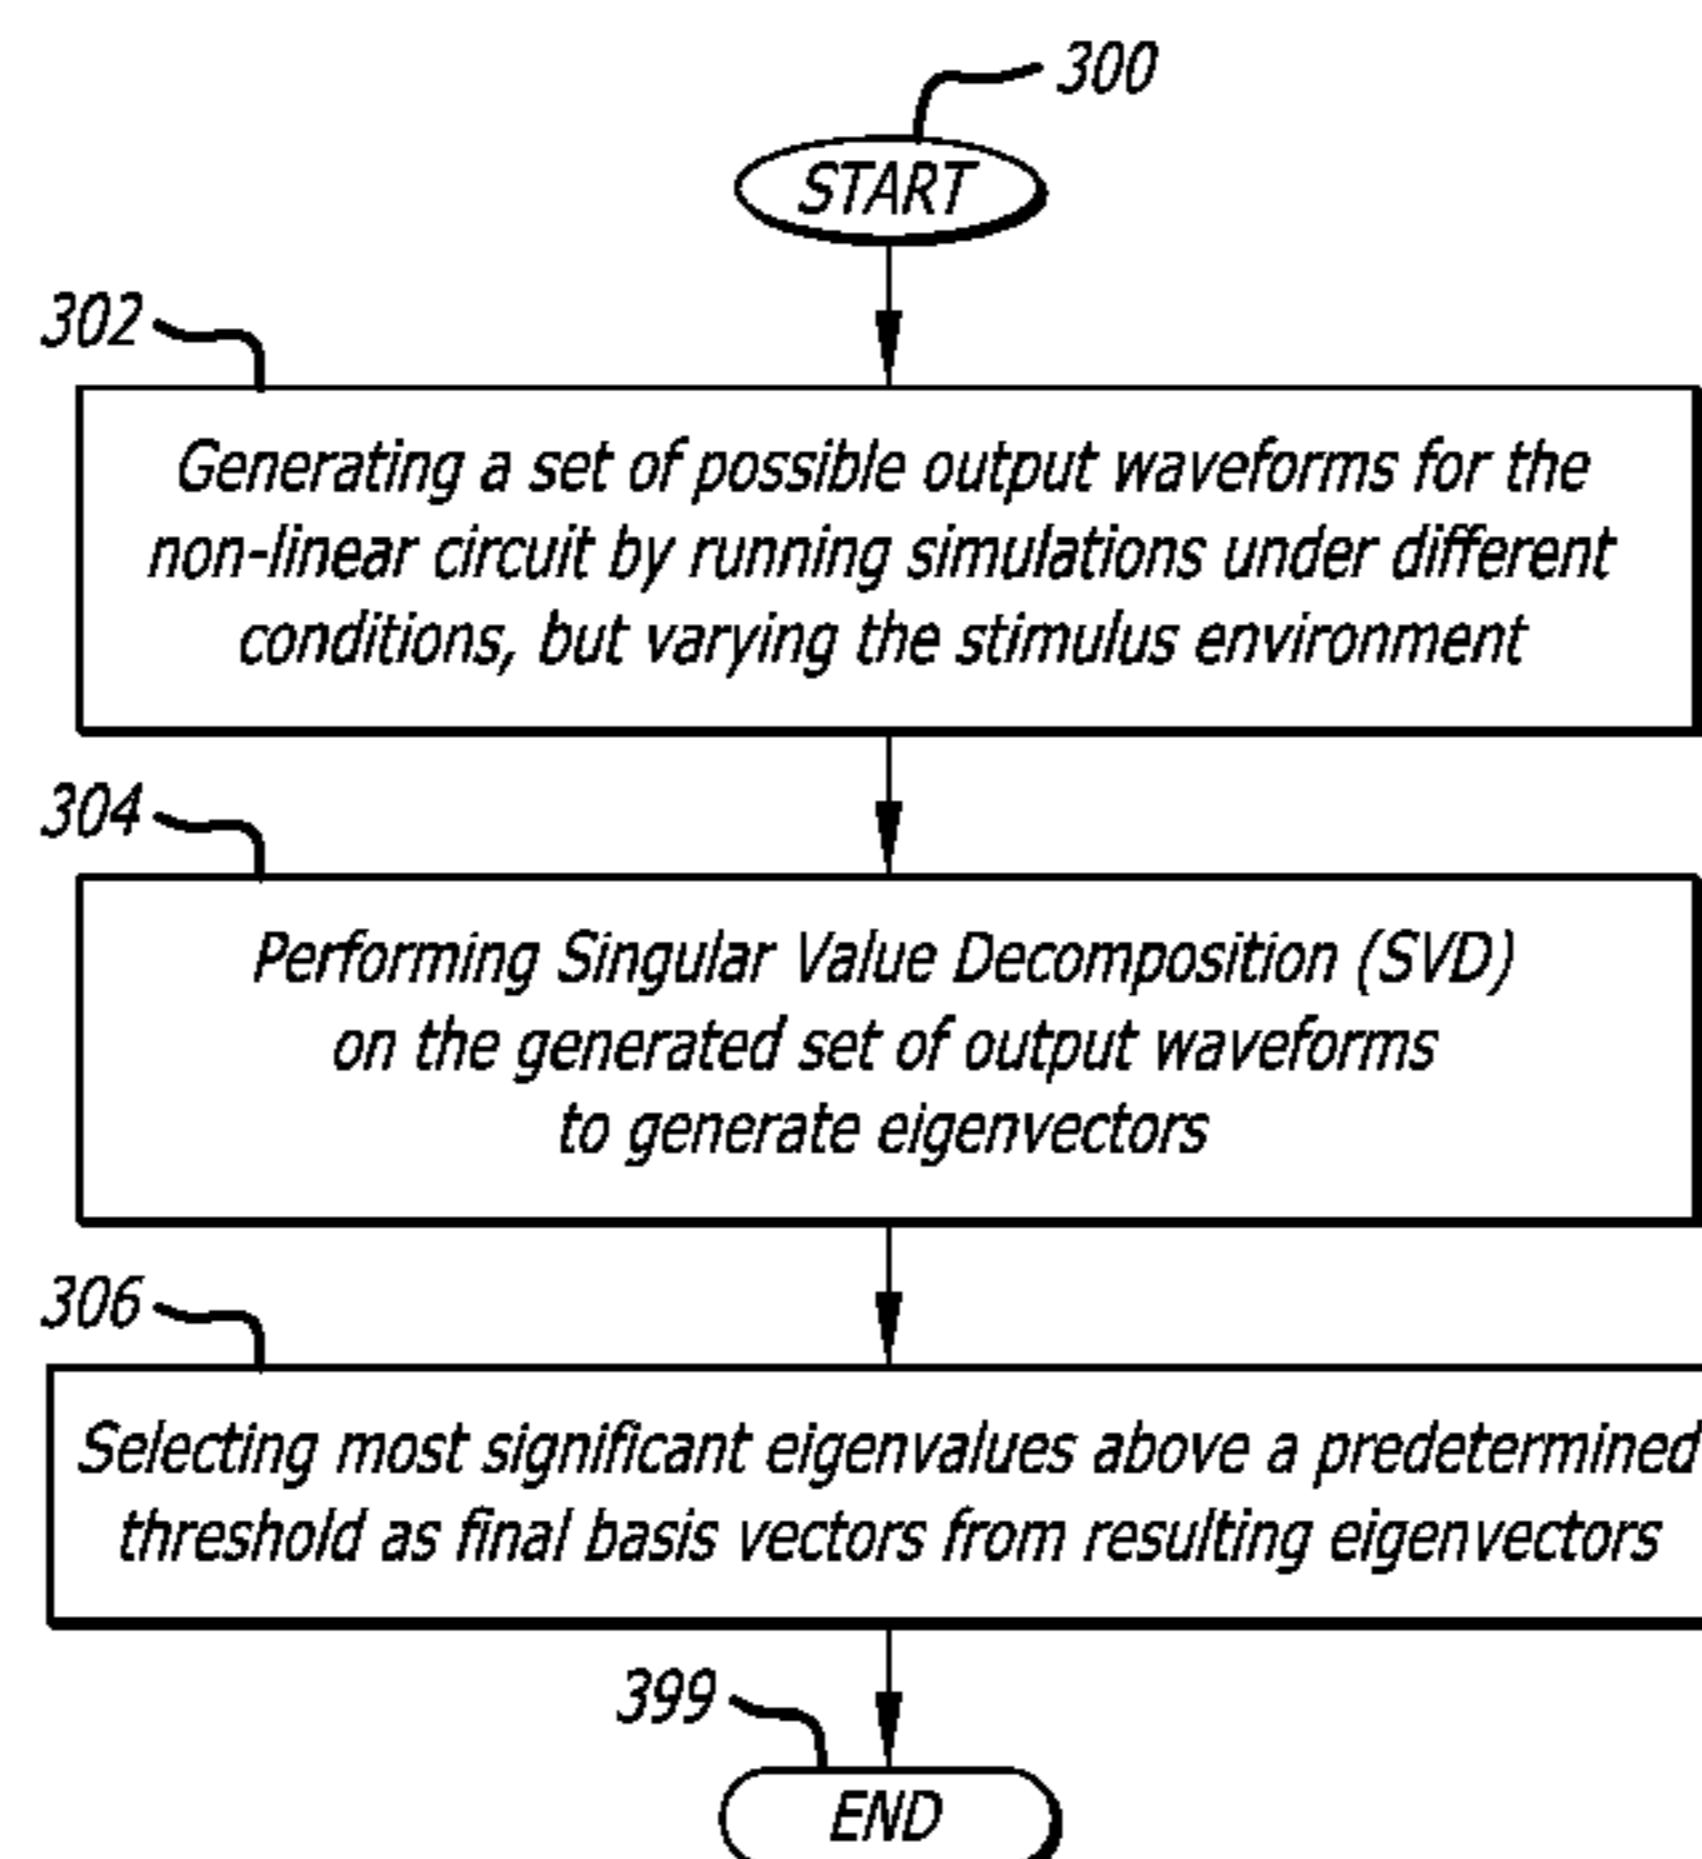 300
START
302
Generating a set of possible output waveforms for the
non-linear circuit by running simulations under different
conditions, but varying the stimulus environment
304
Performing Singular Value Decomposition (SVD)
on the generated set of output waveforms
to generate eigenvectors
306
Selecting most significant eigenvalues above a predetermined
threshold as final basis vectors from resulting eigenvectors
399
END